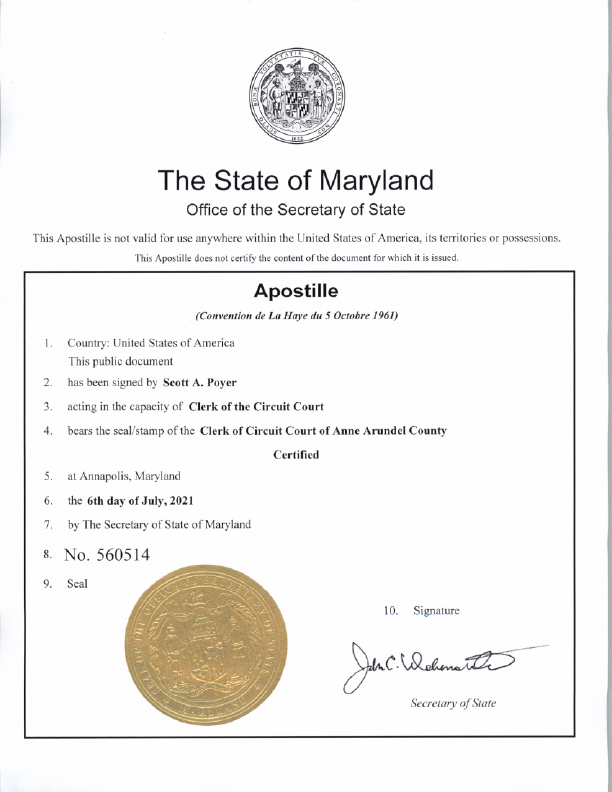 The State of Maryland
Office of the Secretary of State
This Apostille is not valid for use anywhere within the United States of America, its territories or possessions.
This Apostille does not certify the content of the document for which it is issued.
Apostille
(Convention de La Haye du 5 Octobre 1961)
1. Country: United States of America
This public document
2. has been signed by Scott A. Poyer
3. acting in the capacity of Clerk of the Circuit Court
4. bears the seal/stamp of the Clerk of Circuit Court of Anne Arundel County
Certified
5. at Annapolis, Maryland
6. the 6th day of July, 2021
7. by The Secretary of State of Maryland
8. No. 560514
9. Seal
10. Signature
John C.
Secretary of State